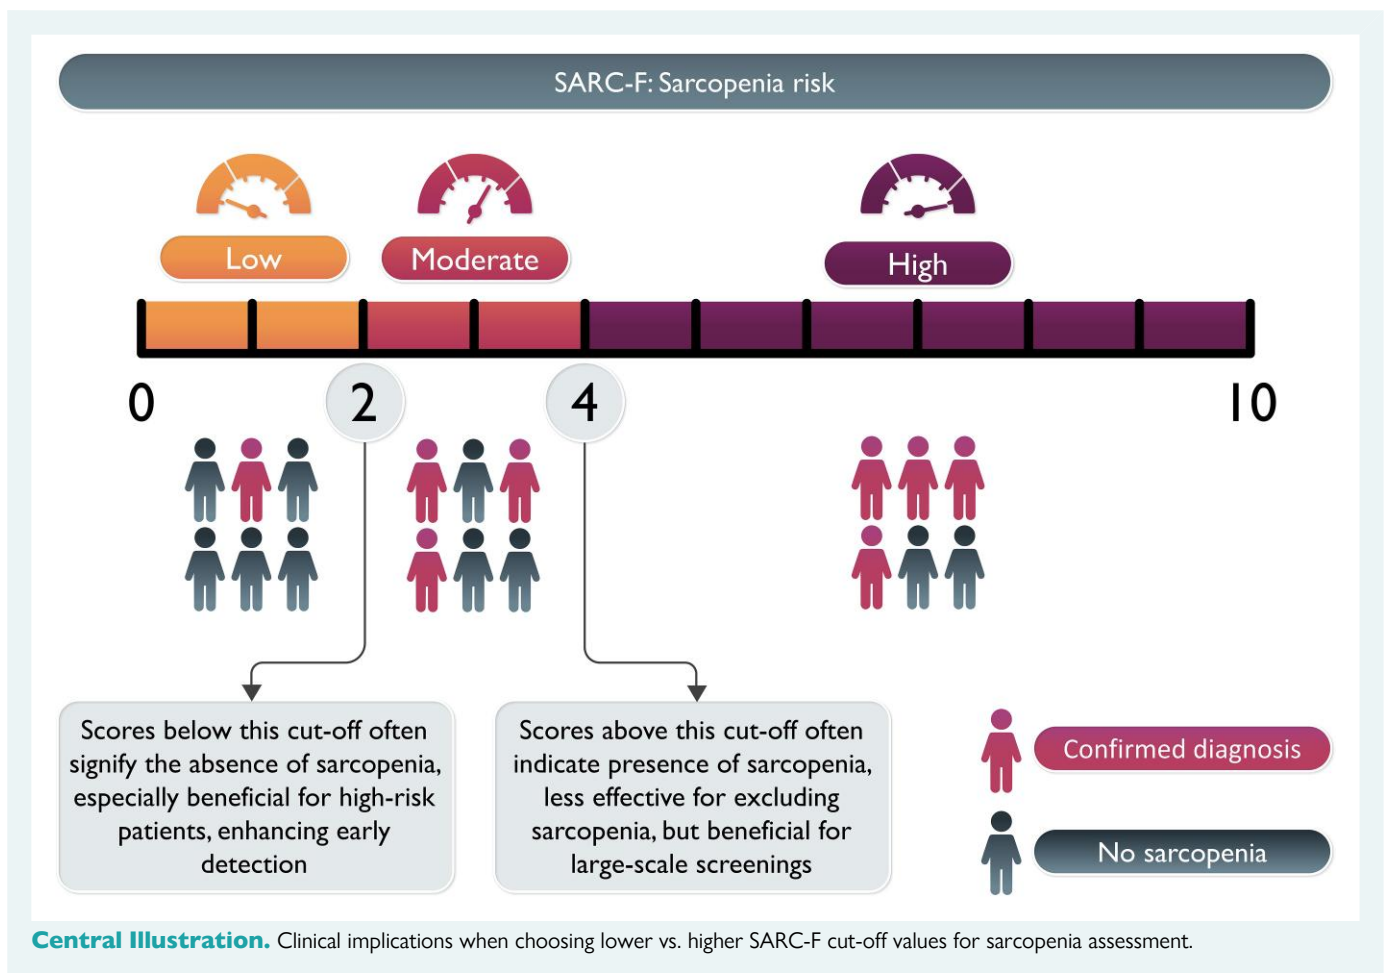 SARC-F: Sarcopenia risk
Low
Moderate
High
0
2
4
10
Scores below this cut-off often
signify the absence of sarcopenia,
especially beneficial for high-risk
patients, enhancing early
detection
Scores above this cut-off often
indicate presence of sarcopenia,
less effective for excluding
sarcopenia, but beneficial for
large-scale screenings
Confirmed diagnosis
No sarcopenia
Central Illustration. Clinical implications when choosing lower vs. higher SARC-F cut-off values for sarcopenia assessment.